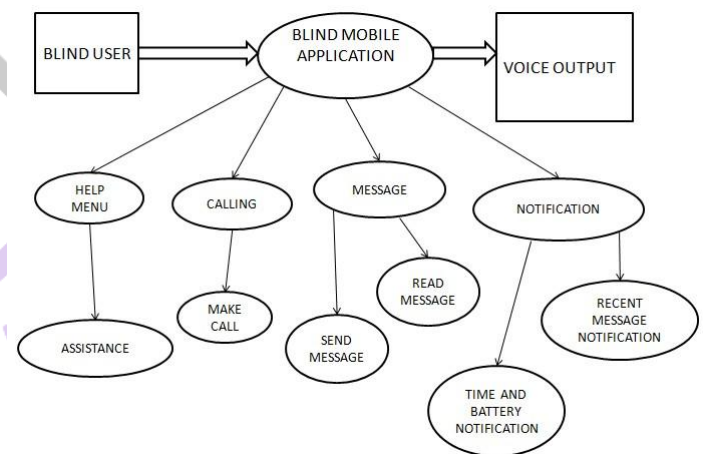 BLIND USER
BLIND MOBILE
APPLICATION
VOICE OUTPUT
HELP
MENU
CALLING
MESSAGE
NOTIFICATION
MAKE
CALL
READ
MESSAGE
RECENT
MESSAGE
NOTIFICATION
ASSISTANCE
SEND
MESSAGE
TIME AND
BATTERY
NOTIFICATION